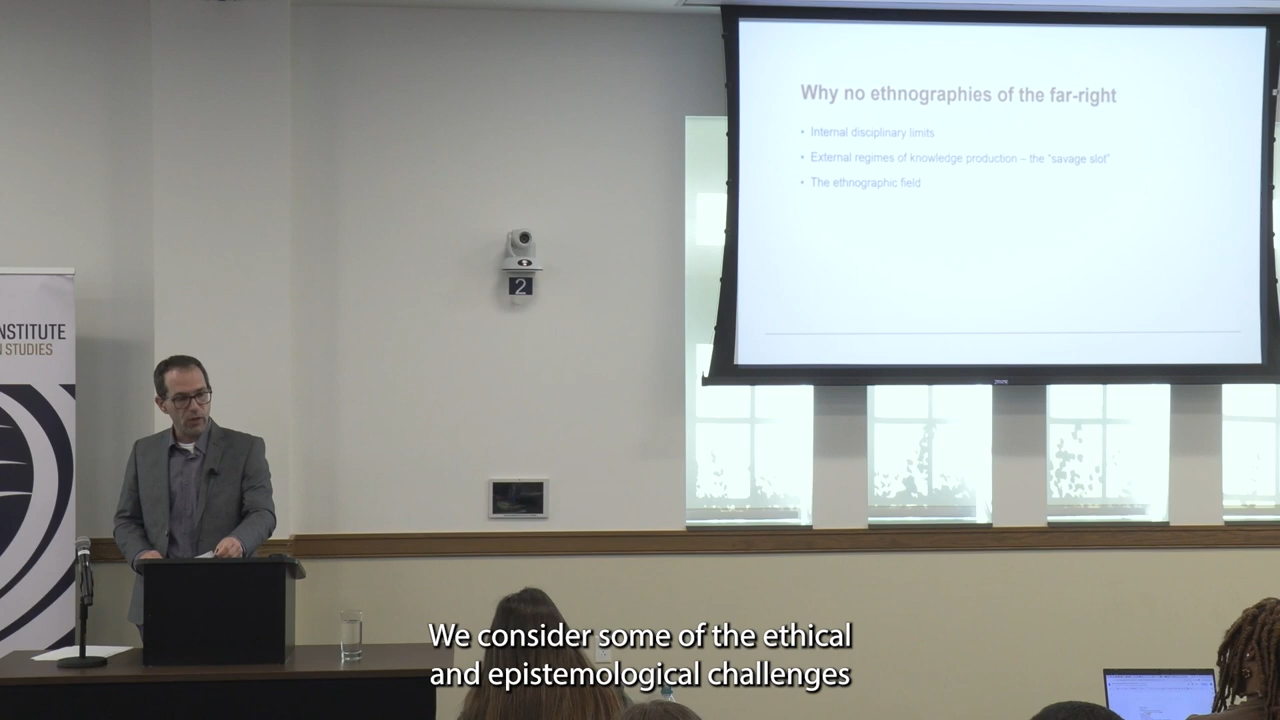 Why no ethnographies of the far-right
• Internal disciplinary limits
• External regimes of knowledge production – the "savage slot"
• The ethnographic field
2
NSTITUTE
STUDIES
We consider some of the ethical
and epistemological challenges